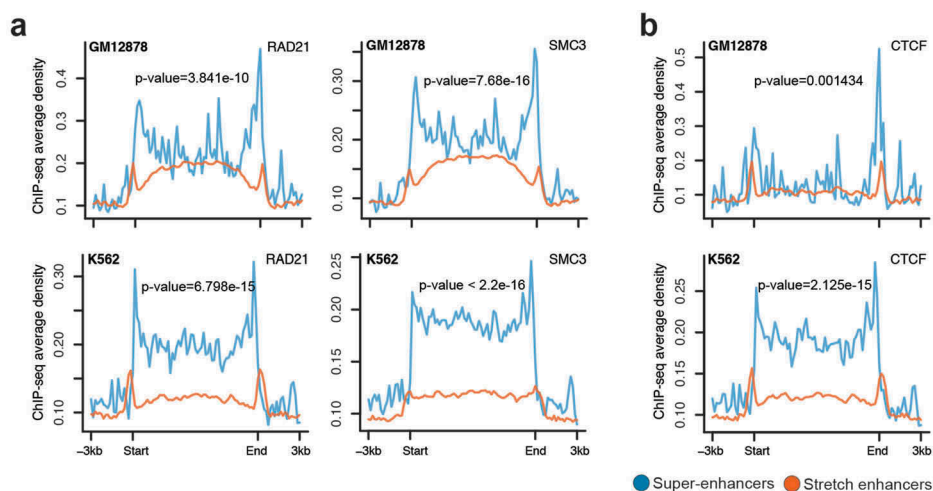 a
GM12878 RAD21
p-value=3.841e-10
ChIP-seq average density
0.1 0.2 0.3 0.4
GM12878 SMC3
p-value=7.68e-16
0.10 0.20 0.30
b
GM12878 CTCF
p-value=0.001434
ChIP-seq average density
0.1 0.2 0.3 0.4 0.5
K562 RAD21
p-value=6.798e-15
ChIP-seq average density
0.10 0.20 0.30
−3kb Start End 3kb
K562 SMC3
p-value < 2.2e-16
0.10 0.15 0.20 0.25
−3kb Start End 3kb
K562 CTCF
p-value=2.125e-15
ChIP-seq average density
0.10 0.15 0.20 0.25
−3kb Start End 3kb
Super-enhancers Stretch enhancers